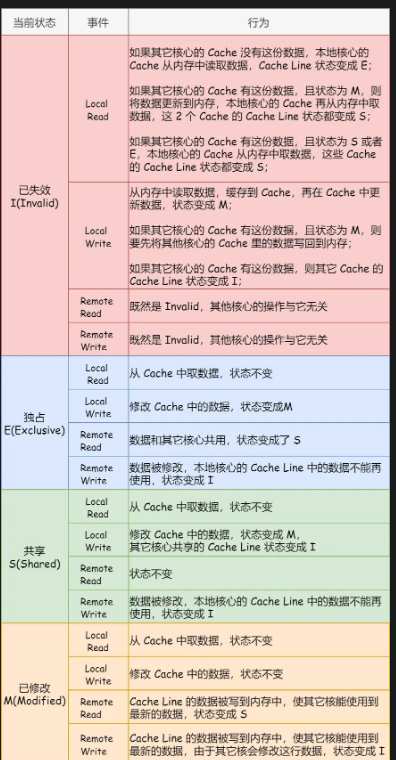 当前状态 事件 行为
已失效
I(Invalid)
Local
Read
如果其它核心的 Cache 没有这份数据，本地核心的
Cache 从内存中读取数据，Cache Line 状态变成 E；
如果其它核心的 Cache 有这份数据，且状态为 M，则
将数据更新到内存，本地核心的 Cache 再从内存中取
数据，这 2 个 Cache 的 Cache Line 状态都变成 S；
如果其它核心的 Cache 有这份数据，且状态为 S 或者
E，本地核心的 Cache 从内存中取数据，这些 Cache
的 Cache Line 状态都变成 S；
Local
Write
从内存中读取数据，缓存到 Cache，再在 Cache 中更
新数据，状态变成 M；
如果其它核心的 Cache 有这份数据，且状态为 M，则
要先将其他核心的 Cache 里的数据写回到内存；
如果其它核心的 Cache 有这份数据，则其它 Cache 的
Cache Line 状态变成 I；
Remote
Read
既然是 Invalid，其他核心的操作与它无关
Remote
Write
既然是 Invalid，其他核心的操作与它无关
独占
E(Exclusive)
Local
Read
从 Cache 中取数据，状态不变
Local
Write
修改 Cache 中的数据，状态变成M
Remote
Read
数据和其它核心共用，状态变成了 S
Remote
Write
数据被修改，本地核心的 Cache Line 中的数据不能再
使用，状态变成 I
共享
S(Shared)
Local
Read
从 Cache 中取数据，状态不变
Local
Write
修改 Cache 中的数据，状态变成 M，
其它核心共享的 Cache Line 状态变成 I
Remote
Read
状态不变
Remote
Write
数据被修改，本地核心的 Cache Line 中的数据不能再
使用，状态变成 I
已修改
M(Modified)
Local
Read
从 Cache 中取数据，状态不变
Local
Write
修改 Cache 中的数据，状态不变
Remote
Read
Cache Line 的数据被写到内存中，使其它核能使用到
最新的数据，状态变成 S
Remote
Write
Cache Line 的数据被写到内存中，使其它核能使用到
最新的数据，由于其它核会修改这行数据，状态变成 I